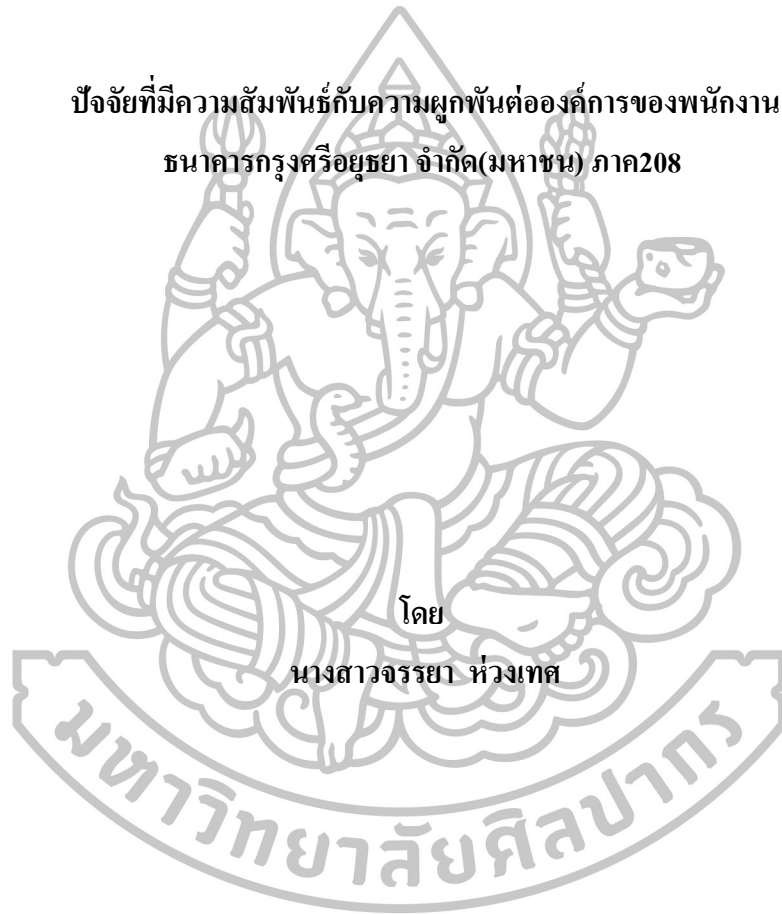 ปัจจัยที่มีความสัมพันธ์กับความผูกพันต่อองค์การของพนักงาน
ธนาคารกรุงศรีอยุธยา จำกัด(มหาชน) ภาค208
โดย
นางสาวจรรยา ห่วงเทศ
มหาวิทยาลัยศิลปากร